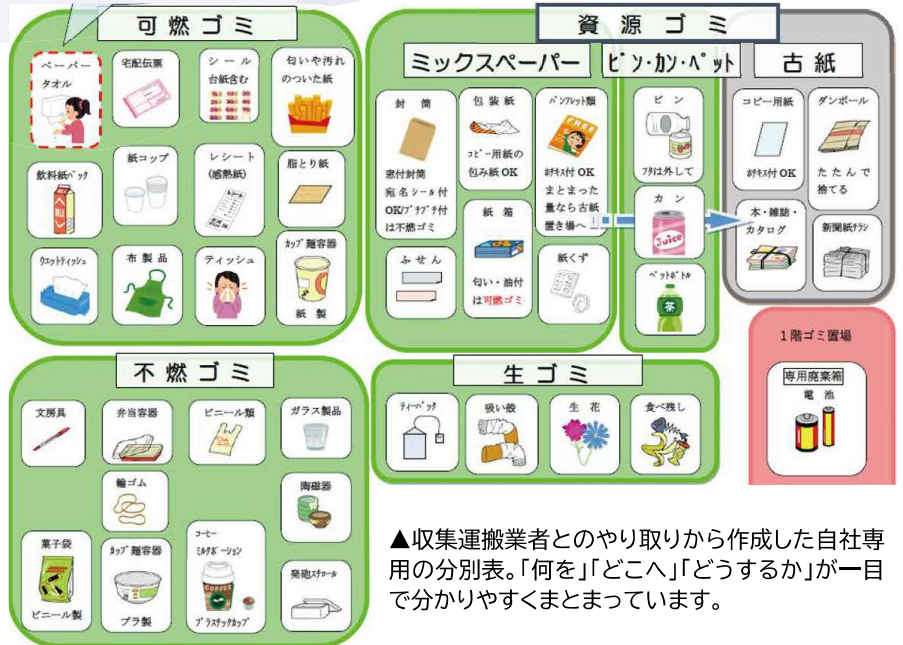 可燃ゴミ
ペーパー
タオル
宅配伝票
シール
台紙含む
匂いや汚れ
のついた紙
飲料紙パック
紙コップ
レシート
(感熱紙)
脂とり紙
ウエットティッシュ
布製品
ティッシュ
カップ麺容器
紙製
資源ゴミ
ミックスペーパー
封筒
窓付封筒
宛名シール付
OK/プチプチ付
は不燃ゴミ
包装紙
コピー用紙の
包み紙OK
パンフレット類
FREE
ホチキス付OK
まとまった
量なら古紙
置き場へ
ふせん
紙箱
匂い・油付
は可燃ゴミ
紙くず
ビン・カン・ペット
ビン
フタは外して
カン
Juice
ペットボトル
茶
古紙
コピー用紙
ホチキス付OK
ダンボール
たたんで
捨てる
本・雑誌・
カタログ
新聞紙チラシ
1階ゴミ置場
専用廃棄箱
電池
不燃ゴミ
文房具
弁当容器
ビニール類
ガラス製品
輪ゴム
陶磁器
菓子袋
ビニール製
カップ麺容器
プラ製
コーヒー
ミルクポーション
COFFEE
プラスチックカップ
発泡スチロール
生ゴミ
ティーパック
吸い殻
生花
食べ残し
▲収集運搬業者とのやり取りから作成した自社専
用の分別表。「何を」「どこへ」「どうするか」が一目
で分かりやすくまとまっています。